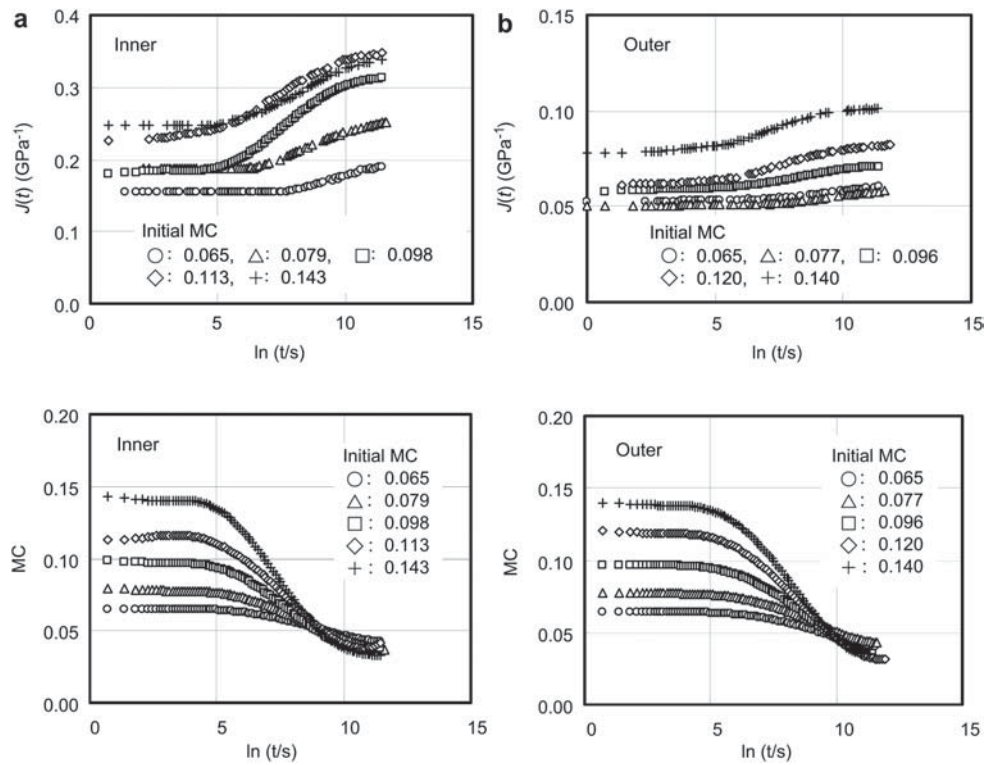 a
Inner
0.4
0.3
0.2
0.1
0.0
J(t) (GPa⁻¹)
Initial MC
○: 0.065, △: 0.079, □: 0.098
◇: 0.113, +: 0.143
0 5 10 15
ln (t/s)
b
Outer
0.15
0.10
0.05
0.00
J(t) (GPa⁻¹)
Initial MC
○: 0.065, △: 0.077, □: 0.096
◇: 0.120, +: 0.140
0 5 10 15
ln (t/s)
Inner
0.20
0.15
0.10
0.05
0.00
MC
Initial MC
○: 0.065
△: 0.079
□: 0.098
◇: 0.113
+: 0.143
0 5 10 15
ln (t/s)
Outer
0.20
0.15
0.10
0.05
0.00
MC
Initial MC
○: 0.065
△: 0.077
□: 0.096
◇: 0.120
+: 0.140
0 5 10 15
ln (t/s)